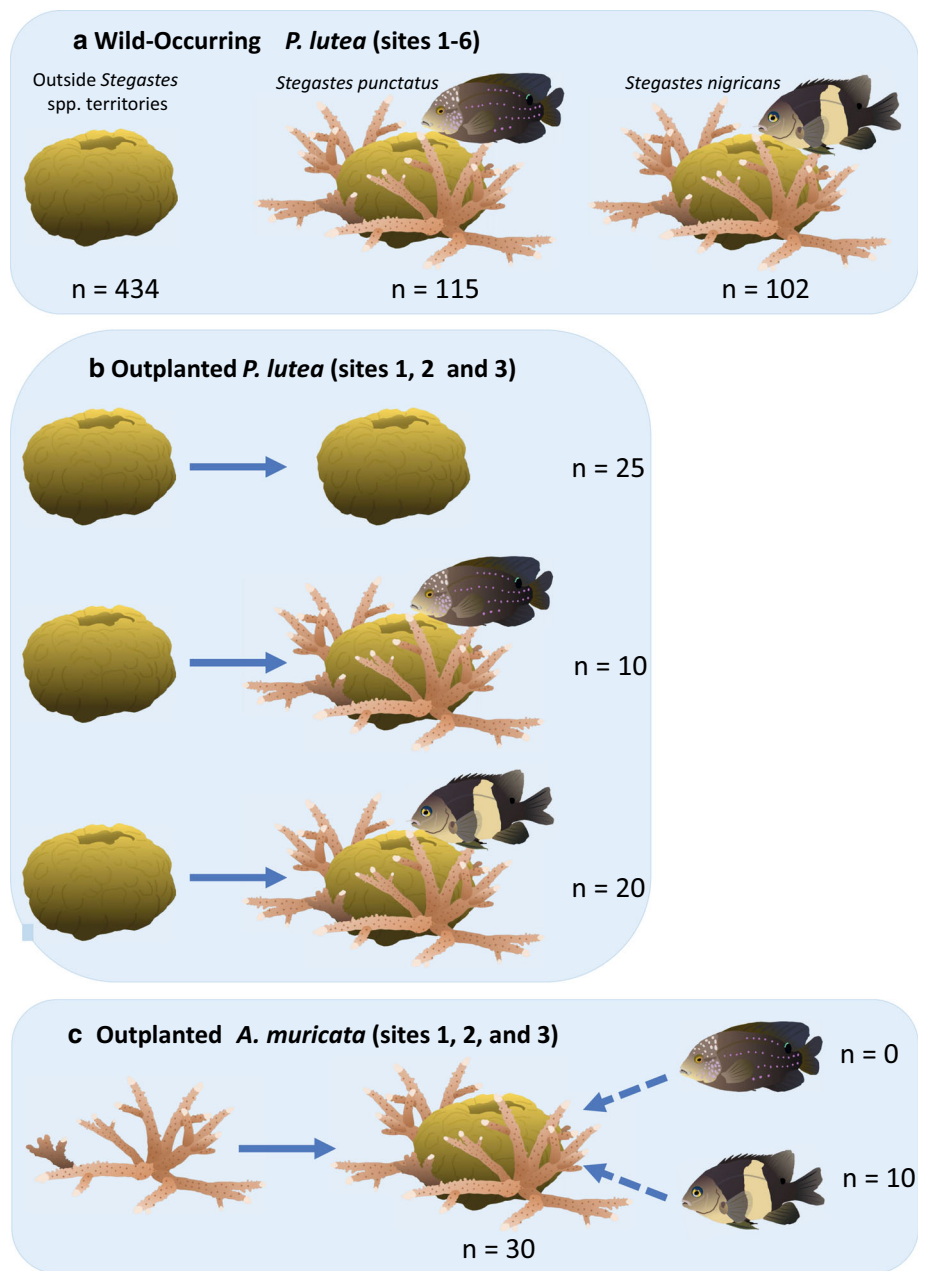 a Wild-Occurring P. lutea (sites 1-6)
Outside Stegastes
spp. territories
Stegastes punctatus
Stegastes nigricans
n = 434
n = 115
n = 102
b Outplanted P. lutea (sites 1, 2 and 3)
n = 25
n = 10
n = 20
c Outplanted A. muricata (sites 1, 2, and 3)
n = 0
n = 10
n = 30